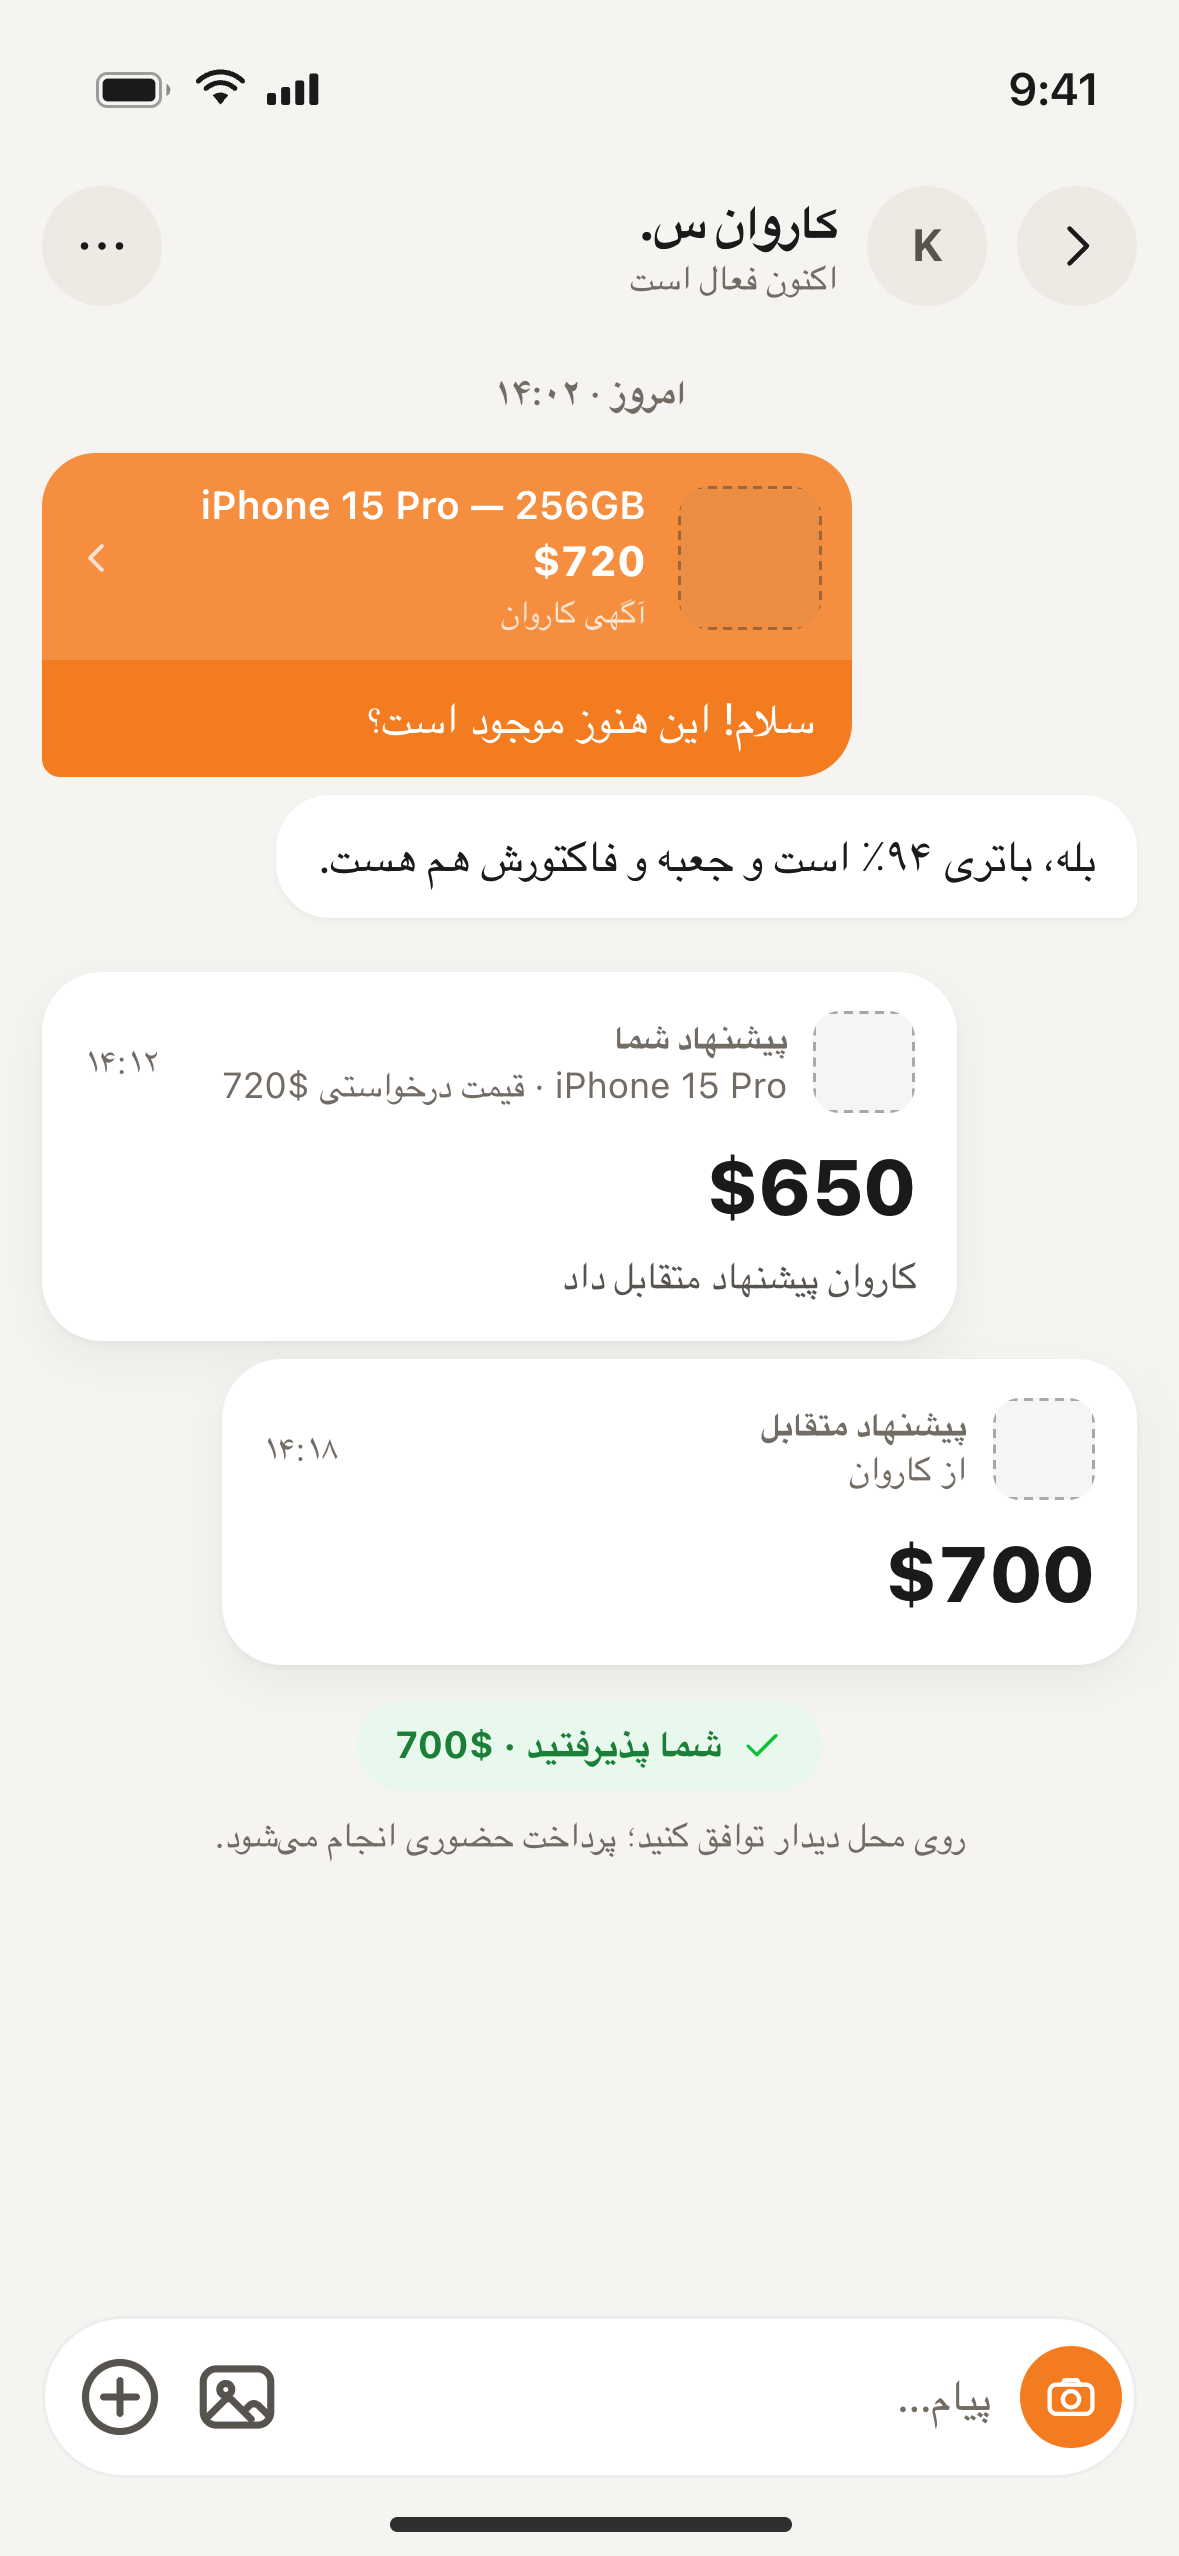 9:41
K
کاروان س.
اکنون فعال است
امروز · ۱۴:۰۲
iPhone 15 Pro — 256GB
$720
آگهی کاروان
سلام! این هنوز موجود است؟
بله، باتری ۹۴٪ است و جعبه و فاکتورش هم هست.
پیشنهاد شما
iPhone 15 Pro · قیمت درخواستی $720
۱۴:۱۲
$650
کاروان پیشنهاد متقابل داد
پیشنهاد متقابل
از کاروان
۱۴:۱۸
$700
شما پذیرفتید · $700
روی محل دیدار توافق کنید؛ پرداخت حضوری انجام می‌شود.
پیام...